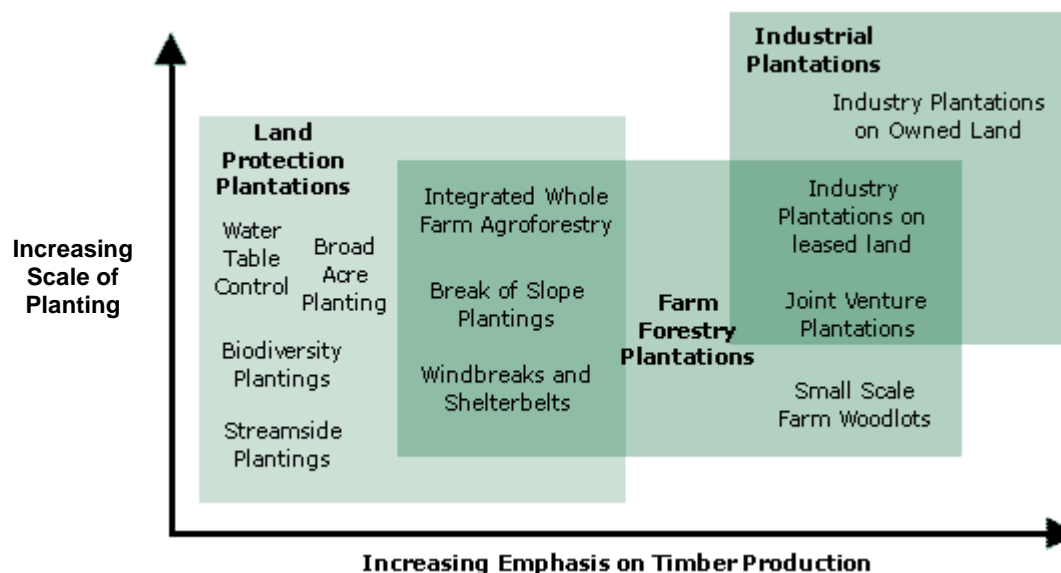 Industrial
Plantations
Industry Plantations
on Owned Land
Land
Protection
Plantations
Integrated Whole
Farm Agroforestry
Industry
Plantations on
leased land
Water
Table
Control
Broad
Acre
Planting
Increasing
Scale of
Planting
Break of Slope
Plantings
Farm
Forestry
Plantations
Joint Venture
Plantations
Biodiversity
Plantings
Windbreaks and
Shelterbelts
Small Scale
Farm Woodlots
Streamside
Plantings
Increasing Emphasis on Timber Production